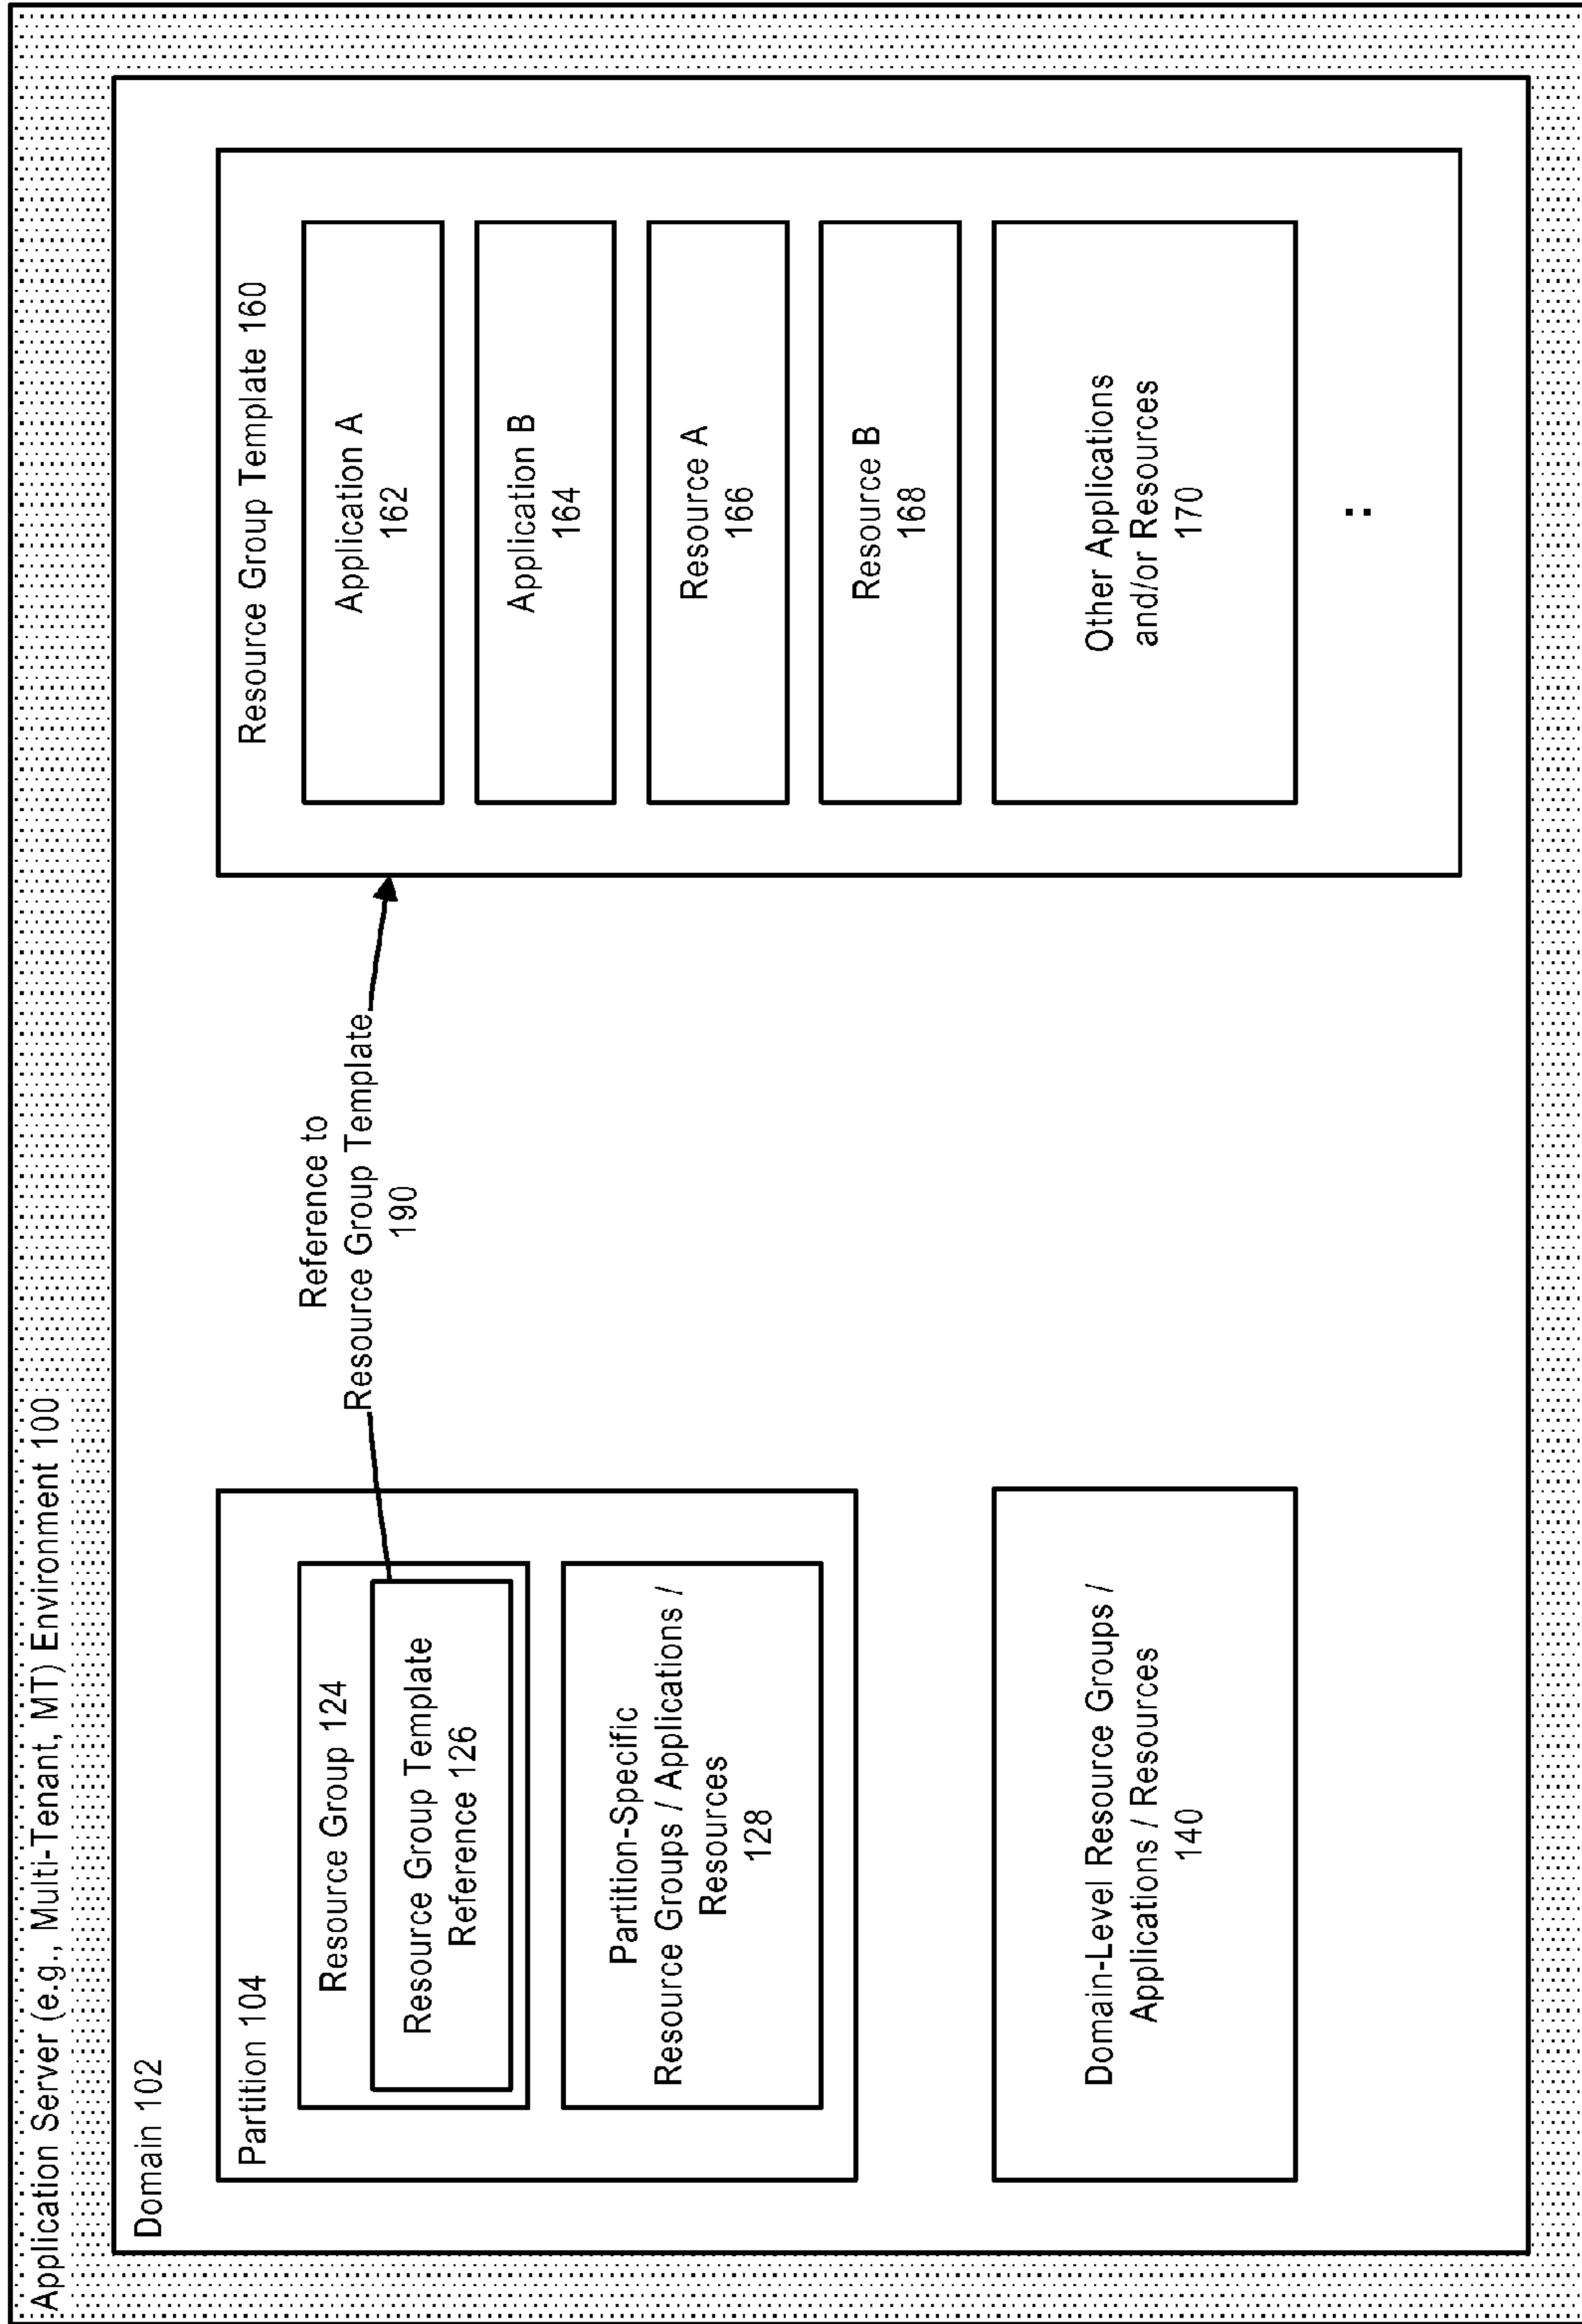 Application Server (e.g., Multi-Tenant, MT) Environment 100
Domain 102
Partition 104
Resource Group 124
Resource Group Template
Reference 126
Partition-Specific
Resource Groups / Applications /
Resources
128
Domain-Level Resource Groups /
Applications / Resources
140
Reference to
Resource Group Template
190
Resource Group Template 160
Application A
162
Application B
164
Resource A
166
Resource B
168
Other Applications
and/or Resources
170